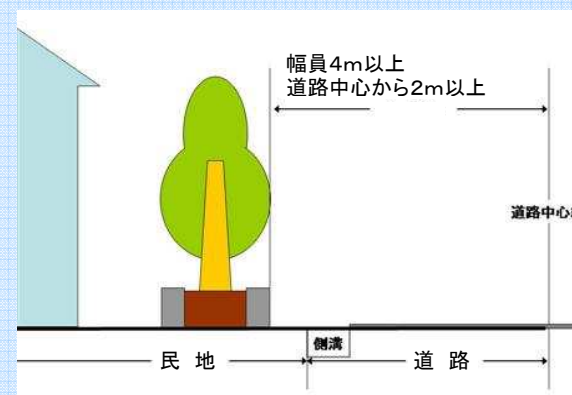 幅員4m以上
道路中心から2m以上
道路中心
側溝
民 地
道 路